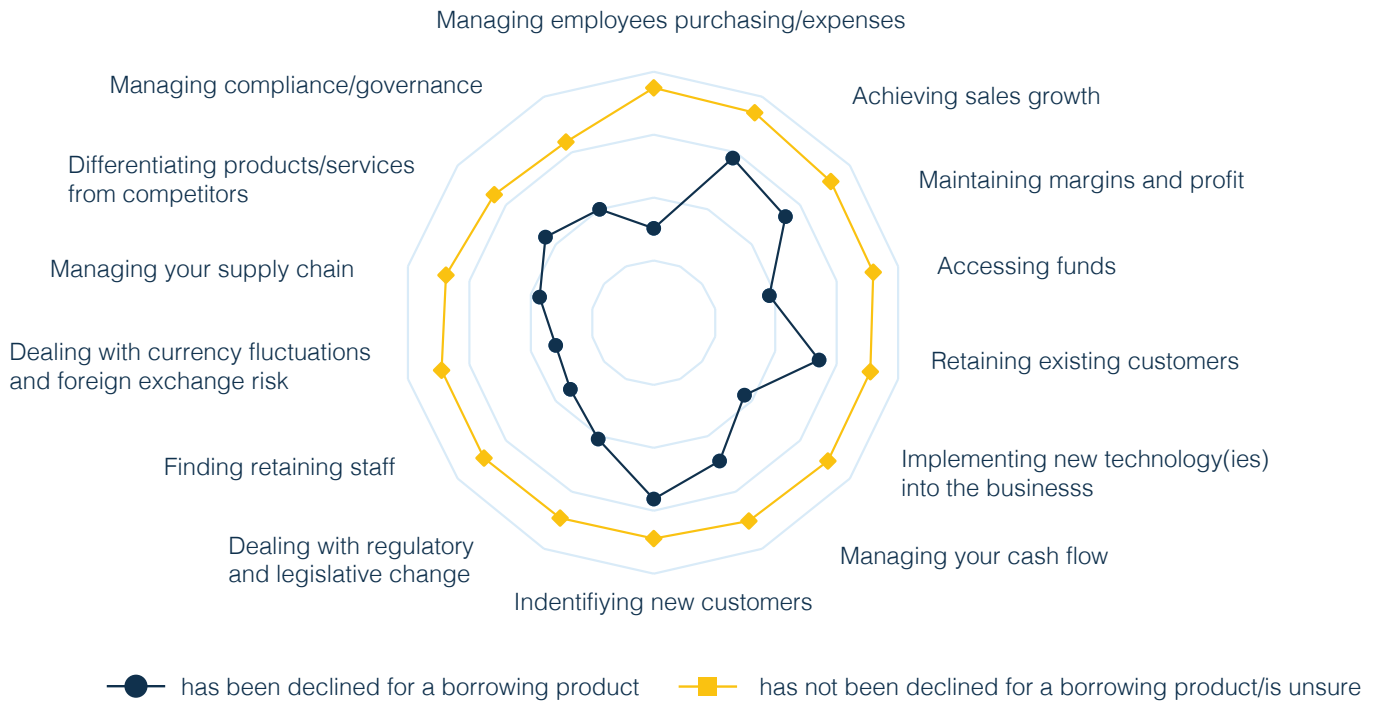 Managing employees purchasing/expenses
Managing compliance/governance
Achieving sales growth
Differentiating products/services
from competitors
Maintaining margins and profit
Managing your supply chain
Accessing funds
Dealing with currency fluctuations
and foreign exchange risk
Retaining existing customers
Finding retaining staff
Implementing new technology(ies)
into the businesss
Dealing with regulatory
and legislative change
Managing your cash flow
Indentifiying new customers
has been declined for a borrowing product
has not been declined for a borrowing product/is unsure